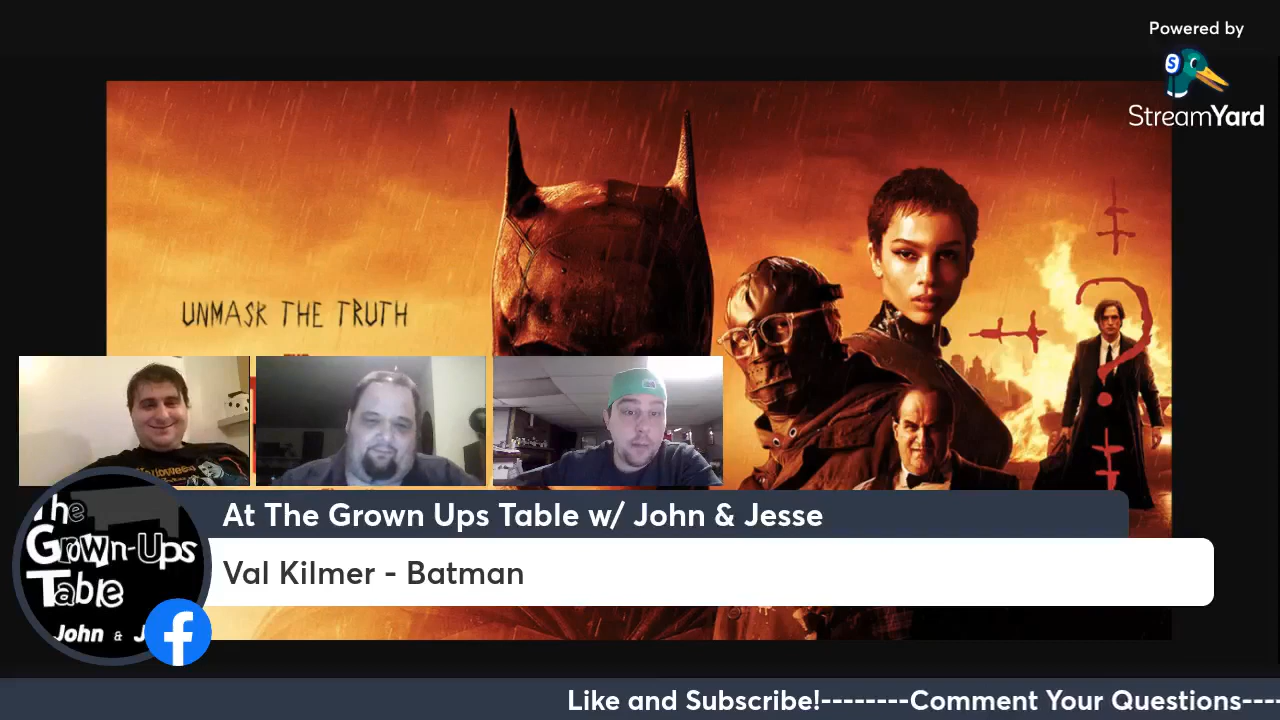 Powered by
S
StreamYard
UNMASK THE TRUTH
?
Halloween
At The Grown Ups Table w/ John & Jesse
The
Grown-Ups
Table
John & J
Val Kilmer - Batman
f
Like and Subscribe!--------Comment Your Questions----